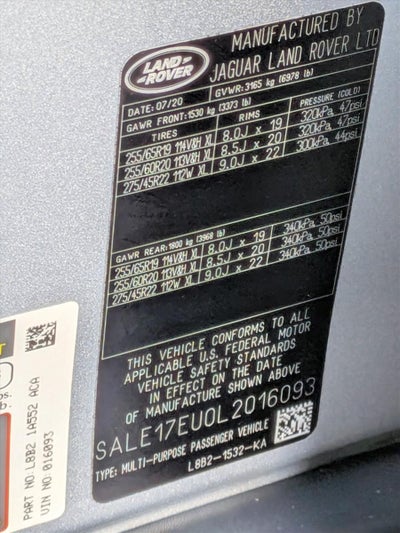 MANUFACTURED BY
LAND
ROVER
JAGUAR LAND ROVER LTD
DATE: 07/20
GVWR: 3165 kg (6978 lb)
GAWR FRONT: 1530 kg (3373 lb)
TIRES RIMS PRESSURE (COLD)
255/65R19 114V&H XL 8.0J x 19 320kPa, 47psi
255/60R20 113V&H XL 8.5J x 20 320kPa, 47psi
275/45R22 112W XL 9.0J x 22 300kPa, 44psi
GAWR REAR: 1800 kg (3968 lb)
255/65R19 114V&H XL 8.0J x 19 340kPa, 50psi
255/60R20 113V&H XL 8.5J x 20 340kPa, 50psi
275/45R22 112W XL 9.0J x 22 340kPa, 50psi
THIS VEHICLE CONFORMS TO ALL
APPLICABLE U.S. FEDERAL MOTOR
VEHICLE SAFETY STANDARDS
IN EFFECT ON THE DATE
OF MANUFACTURE SHOWN ABOVE
SALE17EU0L2016093
TYPE: MULTI-PURPOSE PASSENGER VEHICLE
L8B2-1532-KA
PART NO: L8B2 1A552 ACA
VIN NO: 016093